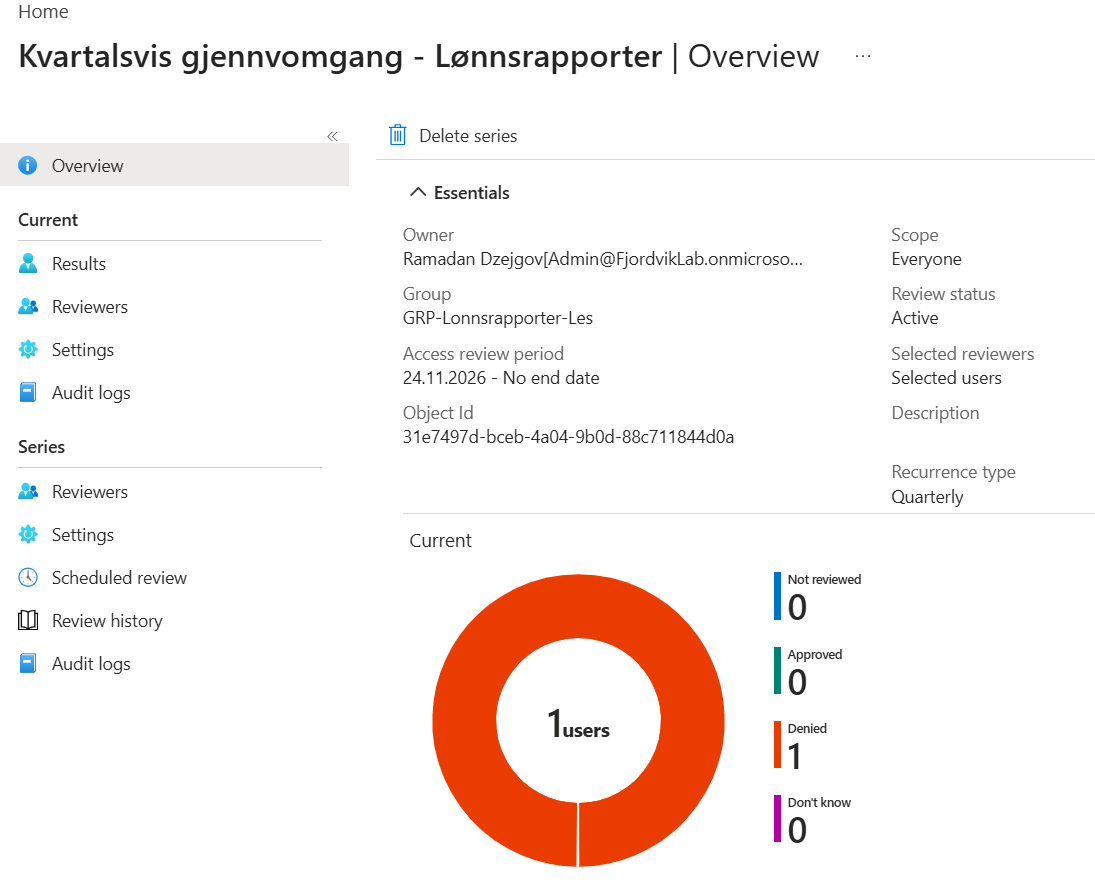 Home
Kvartalsvis gjennvomgang - Lønnsrapporter | Overview ...
«
Overview
Current
Results
Reviewers
Settings
Audit logs
Series
Reviewers
Settings
Scheduled review
Review history
Audit logs
Delete series
Essentials
Owner
Ramadan Dzejgov[Admin@FjordvikLab.onmicroso...
Group
GRP-Lonnsrapporter-Les
Access review period
24.11.2026 - No end date
Object Id
31e7497d-bceb-4a04-9b0d-88c711844d0a
Scope
Everyone
Review status
Active
Selected reviewers
Selected users
Description
Recurrence type
Quarterly
Current
1users
Not reviewed
0
Approved
0
Denied
1
Don't know
0